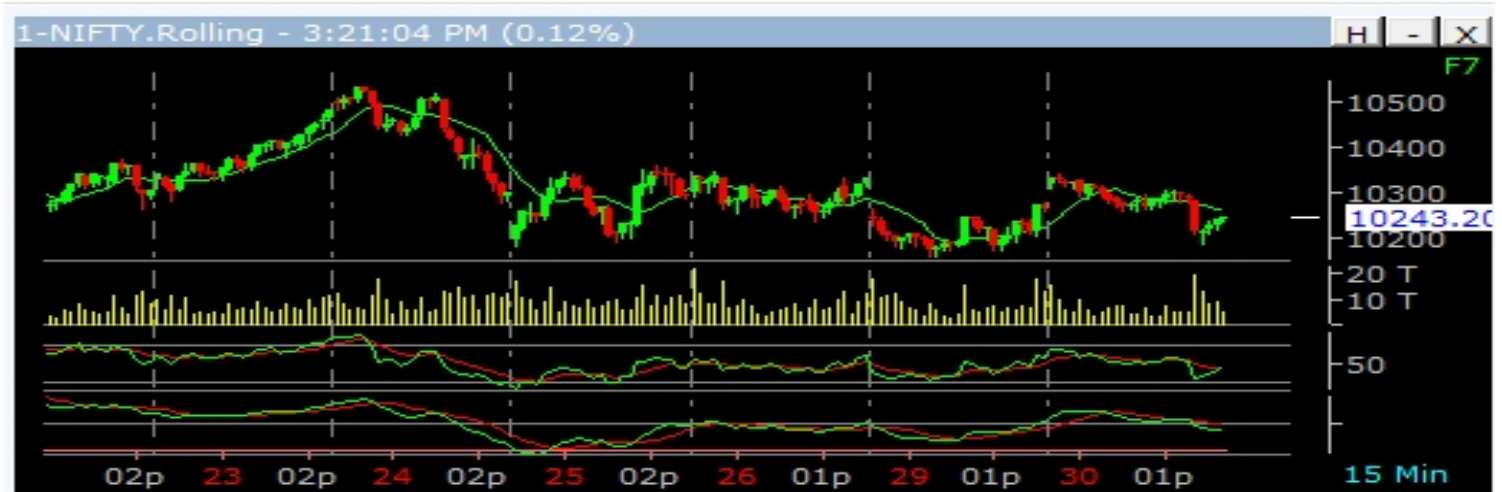 1-NIFTY.Rolling - 3:21:04 PM (0.12%) H - X
F7
10500
10400
10300
10243.20
10200
20 T
10 T
50
02p 23 02p 24 02p 25 02p 26 01p 29 01p 30 01p 15 Min